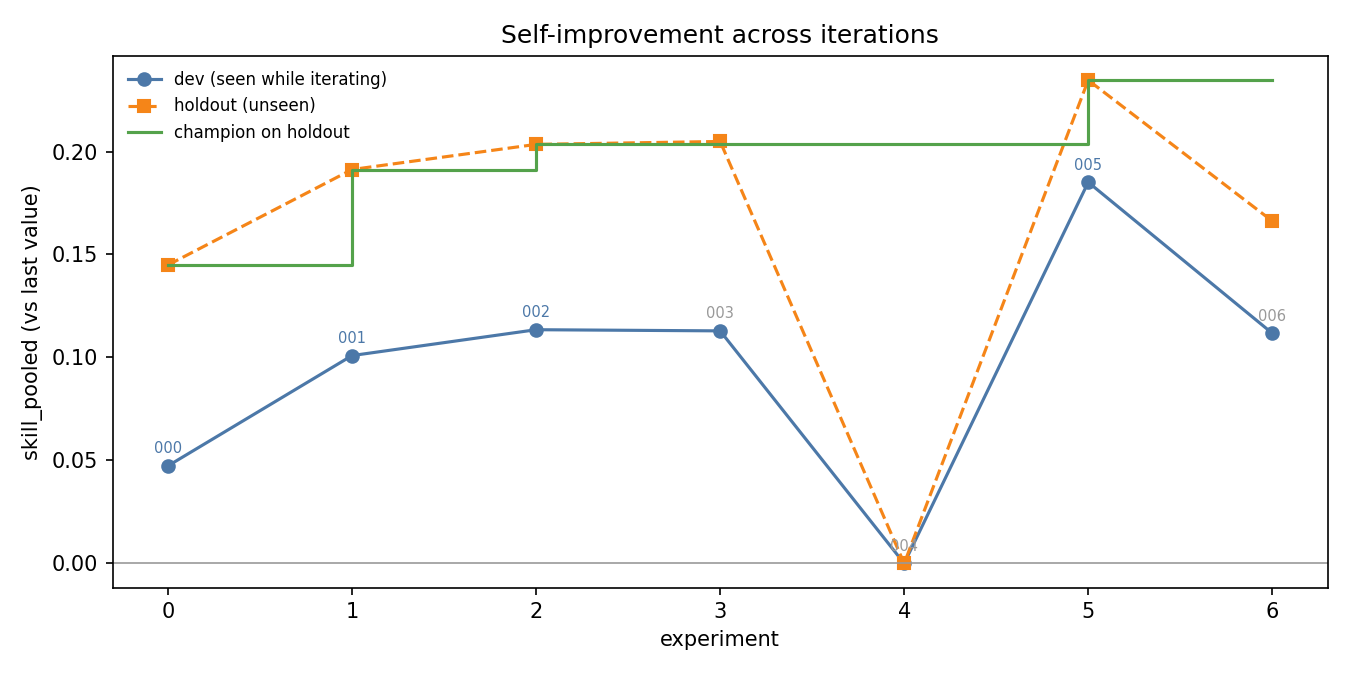 Self-improvement across iterations
dev (seen while iterating)
holdout (unseen)
champion on holdout
skill_pooled (vs last value)
0.20
0.15
0.10
0.05
0.00
000
001
002
003
004
005
006
0 1 2 3 4 5 6
experiment